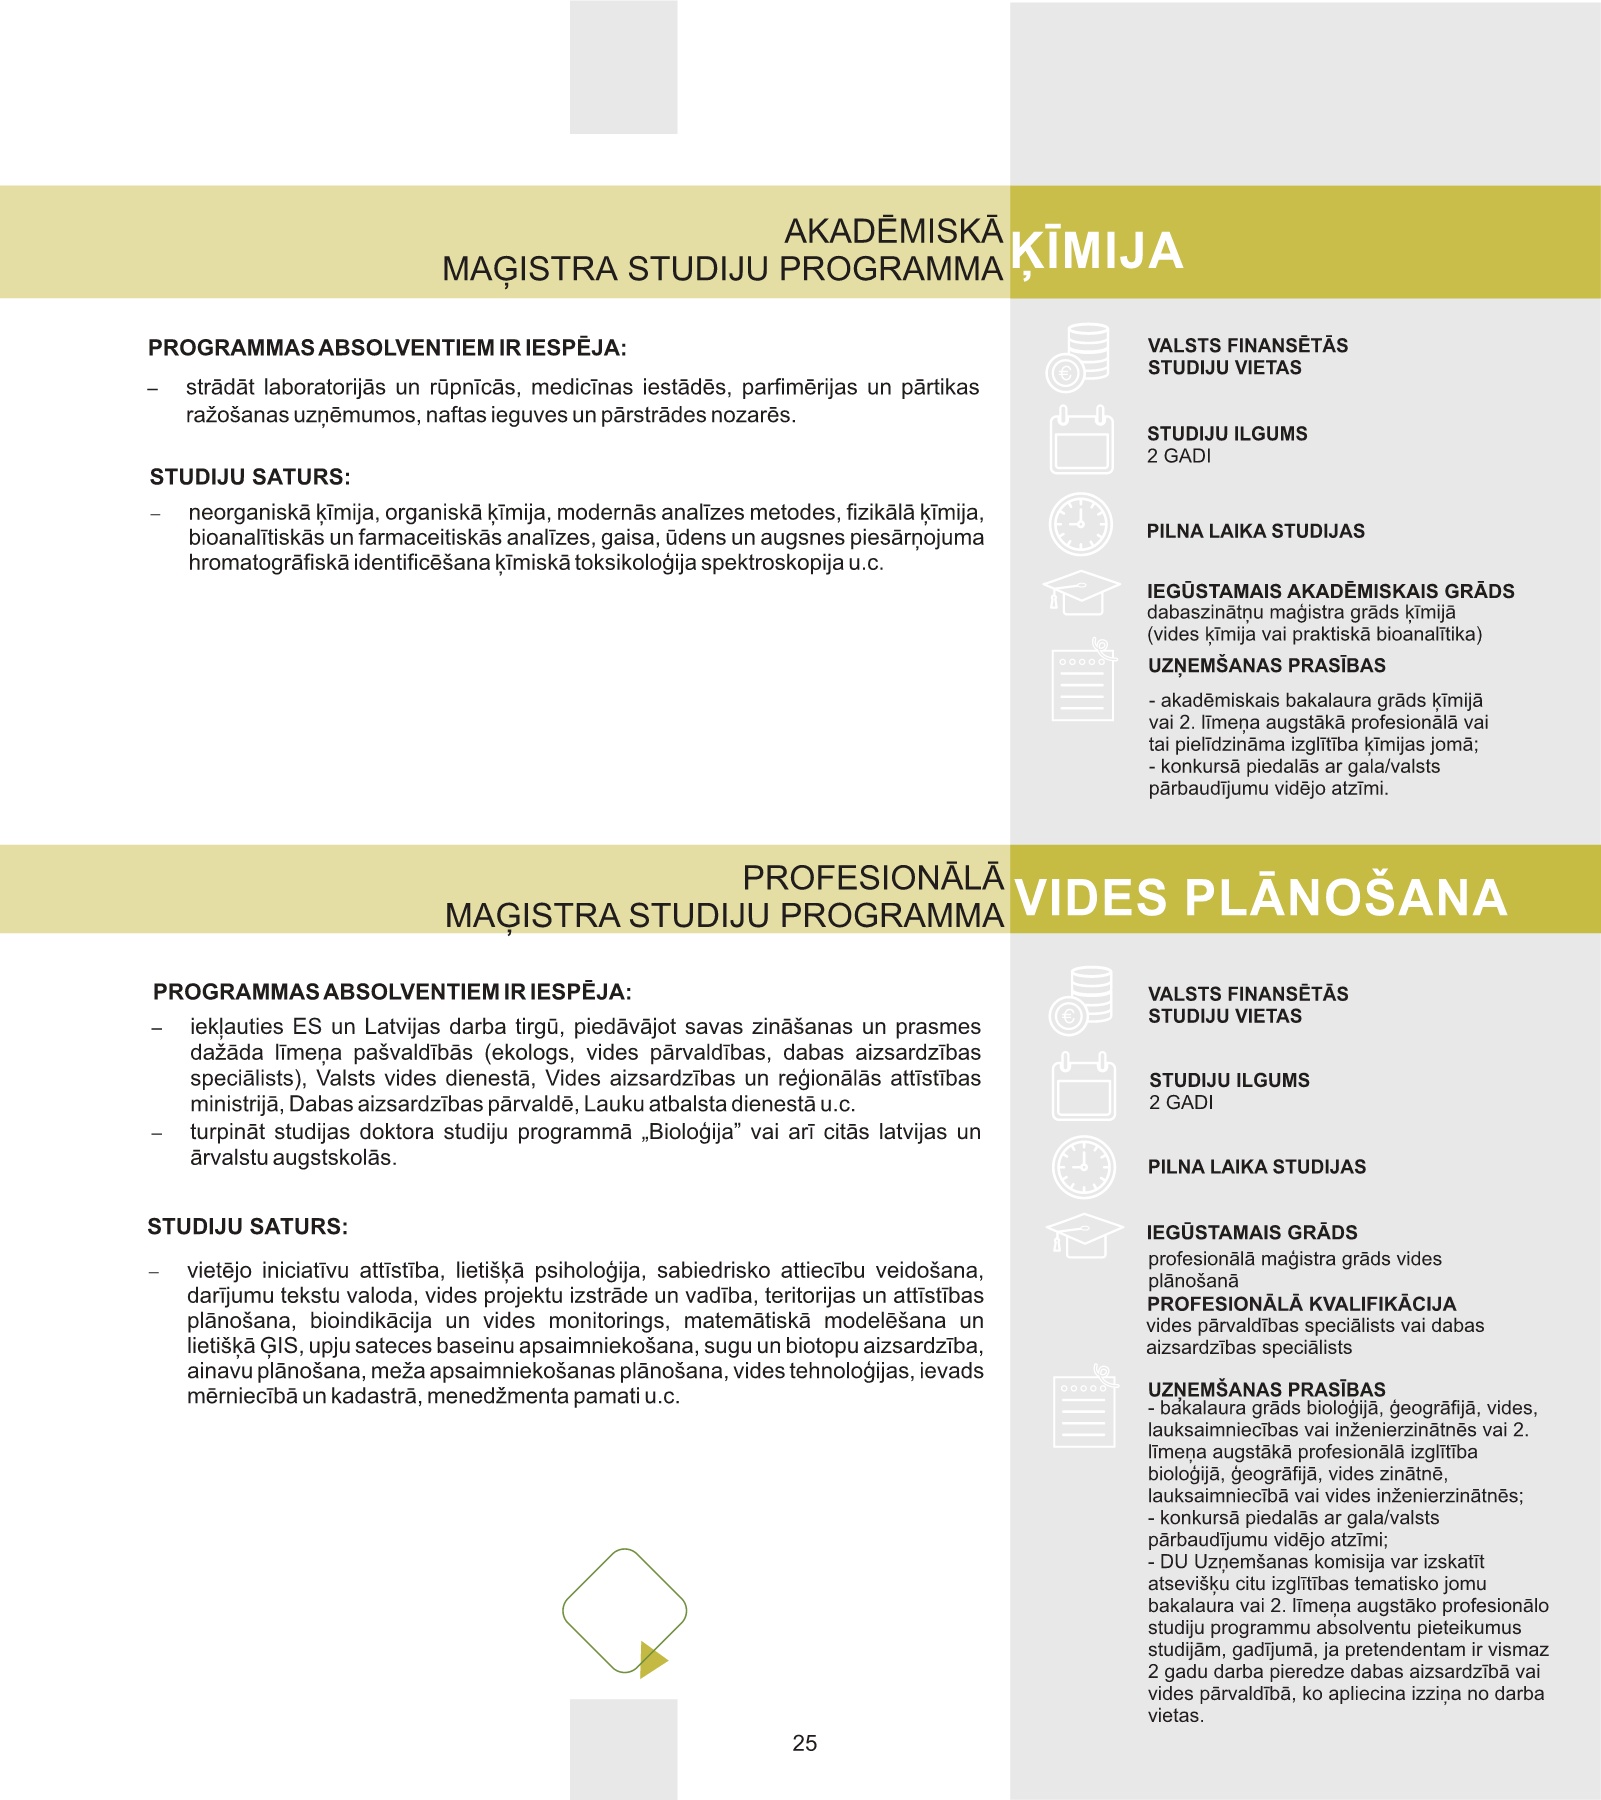 AKADĒMISKĀ
MAĢISTRA STUDIJU PROGRAMMA
ĶĪMIJA
PROGRAMMAS ABSOLVENTIEM IR IESPĒJA:
– strādāt laboratorijās un rūpnīcās, medicīnas iestādēs, parfimērijas un pārtikas
ražošanas uzņēmumos, naftas ieguves un pārstrādes nozarēs.
STUDIJU SATURS:
– neorganiskā ķīmija, organiskā ķīmija, modernās analīzes metodes, fizikālā ķīmija,
bioanalītiskās un farmaceitiskās analīzes, gaisa, ūdens un augsnes piesārņojuma
hromatogrāfiskā identificēšana ķīmiskā toksikoloģija spektroskopija u.c.
€
VALSTS FINANSĒTĀS
STUDIJU VIETAS
STUDIJU ILGUMS
2 GADI
PILNA LAIKA STUDIJAS
IEGŪSTAMAIS AKADĒMISKAIS GRĀDS
dabaszinātņu maģistra grāds ķīmijā
(vides ķīmija vai praktiskā bioanalītika)
UZŅEMŠANAS PRASĪBAS
- akadēmiskais bakalaura grāds ķīmijā
vai 2. līmeņa augstākā profesionālā vai
tai pielīdzināma izglītība ķīmijas jomā;
- konkursā piedalās ar gala/valsts
pārbaudījumu vidējo atzīmi.
PROFESIONĀLĀ
MAĢISTRA STUDIJU PROGRAMMA
VIDES PLĀNOŠANA
PROGRAMMAS ABSOLVENTIEM IR IESPĒJA:
– iekļauties ES un Latvijas darba tirgū, piedāvājot savas zināšanas un prasmes
dažāda līmeņa pašvaldībās (ekologs, vides pārvaldības, dabas aizsardzības
speciālists), Valsts vides dienestā, Vides aizsardzības un reģionālās attīstības
ministrijā, Dabas aizsardzības pārvaldē, Lauku atbalsta dienestā u.c.
– turpināt studijas doktora studiju programmā „Bioloģija” vai arī citās latvijas un
ārvalstu augstskolās.
STUDIJU SATURS:
– vietējo iniciatīvu attīstība, lietišķā psiholoģija, sabiedrisko attiecību veidošana,
darījumu tekstu valoda, vides projektu izstrāde un vadība, teritorijas un attīstības
plānošana, bioindikācija un vides monitorings, matemātiskā modelēšana un
lietišķā ĢIS, upju sateces baseinu apsaimniekošana, sugu un biotopu aizsardzība,
ainavu plānošana, meža apsaimniekošanas plānošana, vides tehnoloģijas, ievads
mērniecībā un kadastrā, menedžmenta pamati u.c.
€
VALSTS FINANSĒTĀS
STUDIJU VIETAS
STUDIJU ILGUMS
2 GADI
PILNA LAIKA STUDIJAS
IEGŪSTAMAIS GRĀDS
profesionālā maģistra grāds vides
plānošanā
PROFESIONĀLĀ KVALIFIKĀCIJA
vides pārvaldības speciālists vai dabas
aizsardzības speciālists
UZŅEMŠANAS PRASĪBAS
- bakalaura grāds bioloģijā, ģeogrāfijā, vides,
lauksaimniecības vai inženierzinātnēs vai 2.
līmeņa augstākā profesionālā izglītība
bioloģijā, ģeogrāfijā, vides zinātnē,
lauksaimniecībā vai vides inženierzinātnēs;
- konkursā piedalās ar gala/valsts
pārbaudījumu vidējo atzīmi;
- DU Uzņemšanas komisija var izskatīt
atsevišķu citu izglītības tematisko jomu
bakalaura vai 2. līmeņa augstāko profesionālo
studiju programmu absolventu pieteikumus
studijām, gadījumā, ja pretendentam ir vismaz
2 gadu darba pieredze dabas aizsardzībā vai
vides pārvaldībā, ko apliecina izziņa no darba
vietas.
25